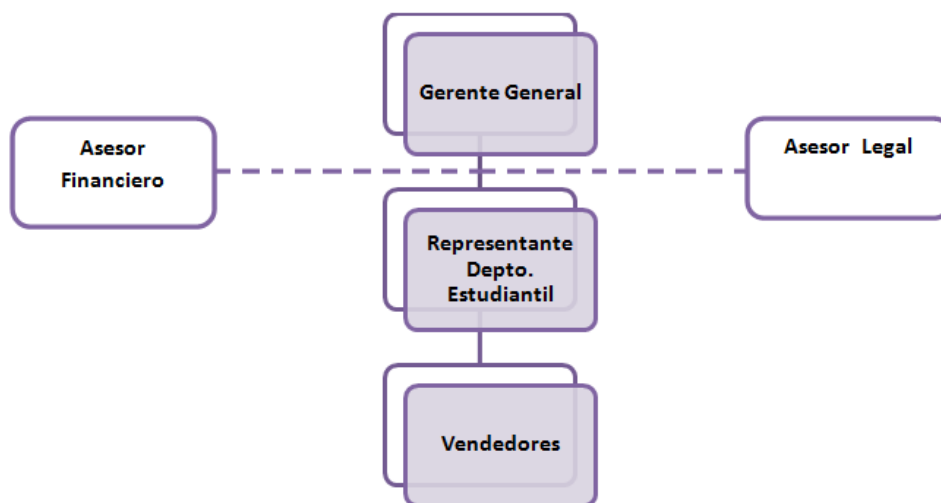 Gerente General
Asesor
Financiero
Asesor Legal
Representante
Depto.
Estudiantil
Vendedores